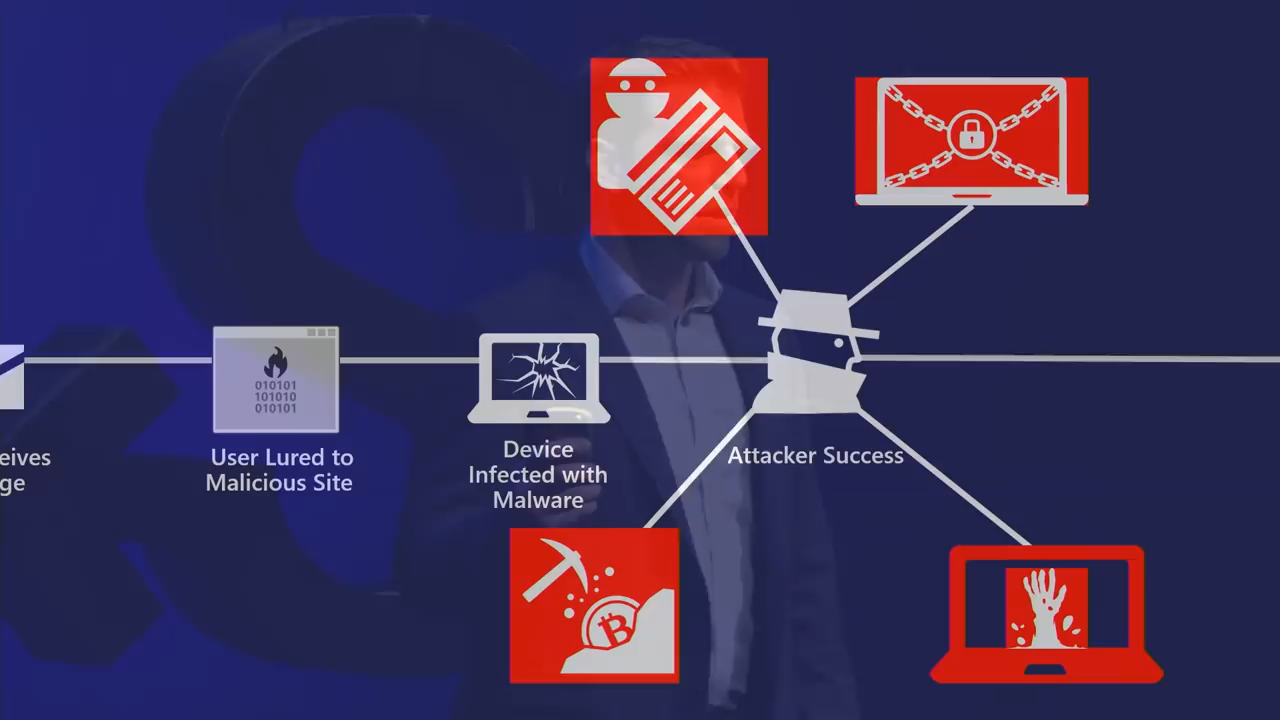 eives
ge
010101
101010
010101
User Lured to
Malicious Site
Device
Infected with
Malware
Attacker Success